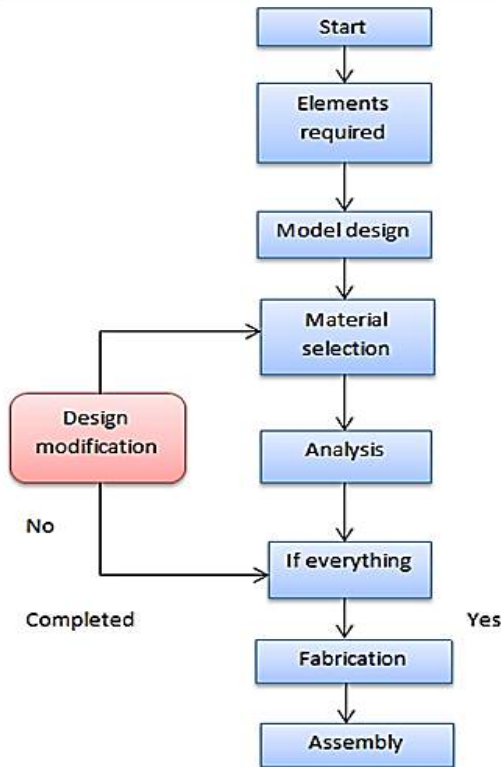 Start
Elements
required
Model design
Material
selection
Design
modification
Analysis
No
If everything
Completed
Yes
Fabrication
Assembly